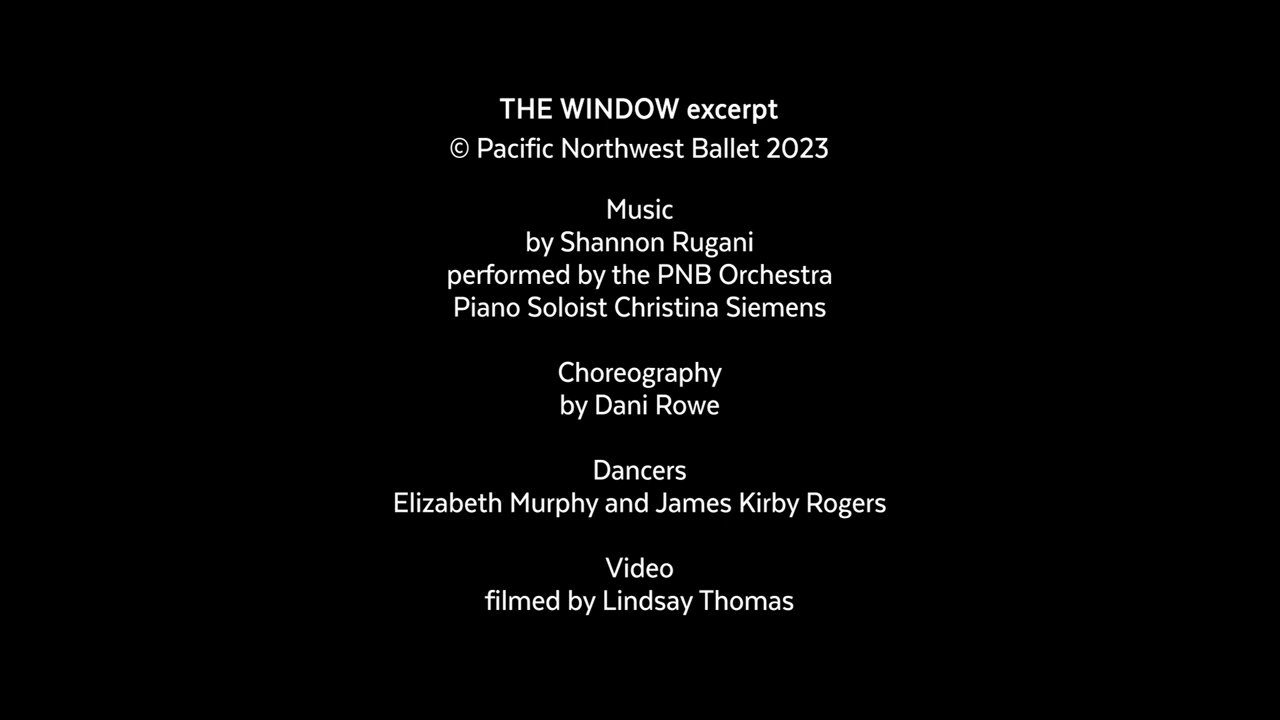 THE WINDOW excerpt
© Pacific Northwest Ballet 2023
Music
by Shannon Rugani
performed by the PNB Orchestra
Piano Soloist Christina Siemens
Choreography
by Dani Rowe
Dancers
Elizabeth Murphy and James Kirby Rogers
Video
filmed by Lindsay Thomas